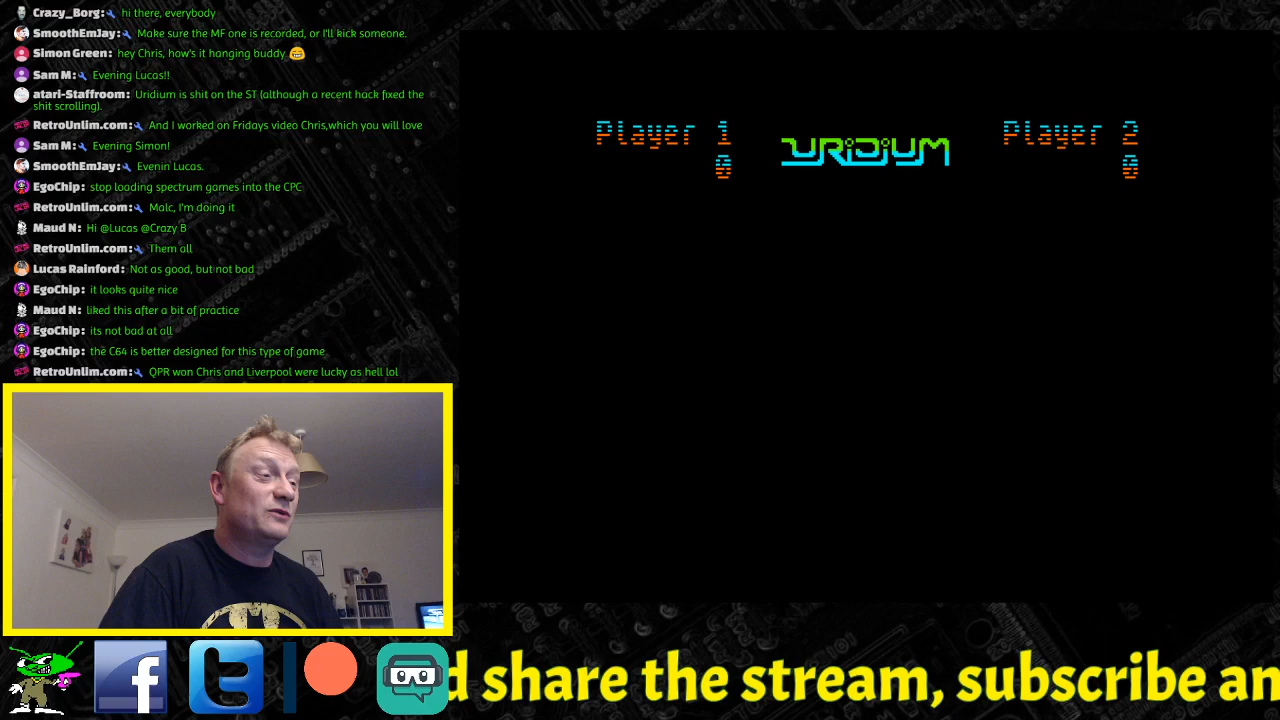 Crazy_Borg: hi there, everybody
SmoothEmJay: Make sure the MF one is recorded, or I'll kick someone.
Simon Green: hey Chris, how's it hanging buddy 😂
Sam M: Evening Lucas!!
atari-Staffroom: Uridium is shit on the ST (although a recent hack fixed the
shit scrolling).
RetroUnlim.com: And I worked on Fridays video Chris,which you will love
Sam M: Evening Simon!
SmoothEmJay: Evenin Lucas.
EgoChip: stop loading spectrum games into the CPC
RetroUnlim.com: Malc, I'm doing it
Maud N: Hi @Lucas @Crazy B
RetroUnlim.com: Them all
Lucas Rainford: Not as good, but not bad
EgoChip: it looks quite nice
Maud N: liked this after a bit of practice
EgoChip: its not bad at all
EgoChip: the C64 is better designed for this type of game
RetroUnlim.com: QPR won Chris and Liverpool were lucky as hell lol
Player 1
0
URIDIUM
Player 2
0
d share the stream, subscribe an